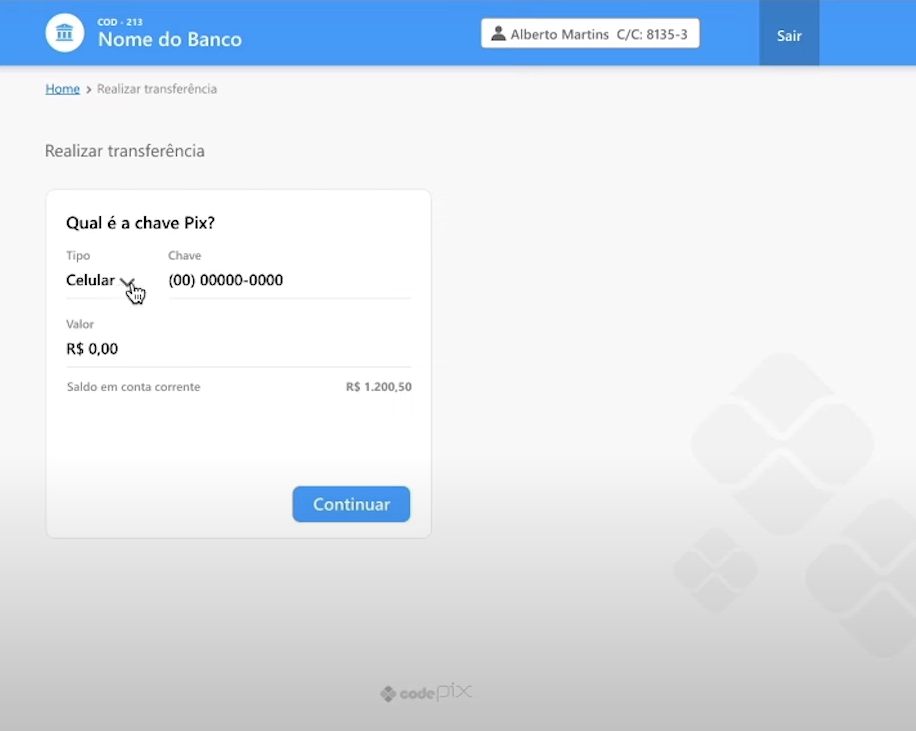 COD - 213
Nome do Banco
Alberto Martins C/C: 8135-3
Sair
Home > Realizar transferência
Realizar transferência
Qual é a chave Pix?
Tipo Chave
Celular (00) 00000-0000
Valor
R$ 0,00
Saldo em conta corrente R$ 1.200,50
Continuar
codepix